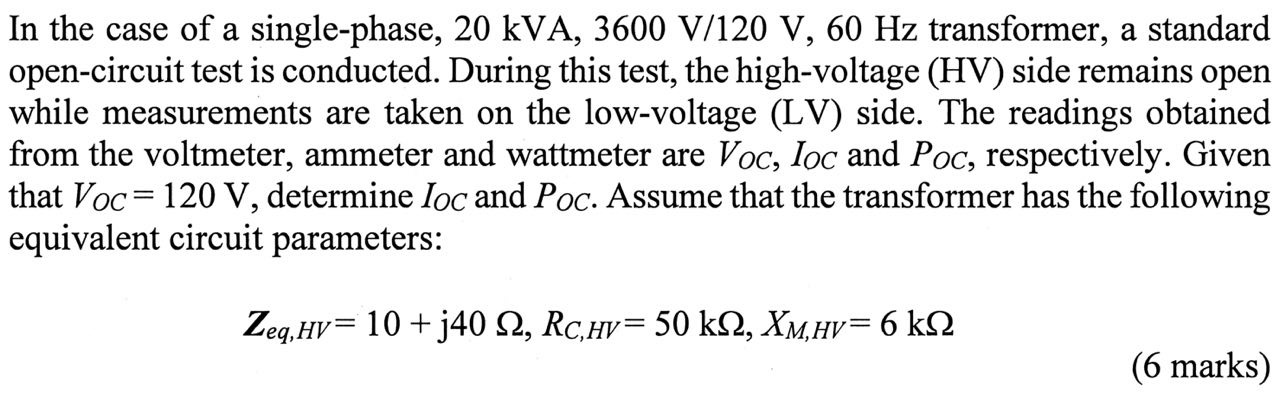 In the case of a single-phase, 20 kVA, 3600 V/120 V, 60 Hz transformer, a standard
open-circuit test is conducted. During this test, the high-voltage (HV) side remains open
while measurements are taken on the low-voltage (LV) side. The readings obtained
from the voltmeter, ammeter and wattmeter are VOC, IOC and POC, respectively. Given
that VOC = 120 V, determine IOC and POC. Assume that the transformer has the following
equivalent circuit parameters:
Zeq,HV = 10 + j40 Ω, RC,HV = 50 kΩ, XM,HV = 6 kΩ
(6 marks)